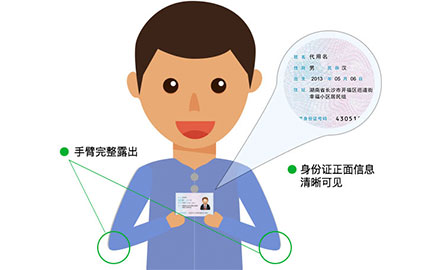 姓名 代用名
性别 男 民族 汉
出生 2013 年 05 月 06 日
住址 湖南省长沙市开福区巡道街
幸福小区居民组
公民身份证号码 43051
手臂完整露出
身份证正面信息
清晰可见